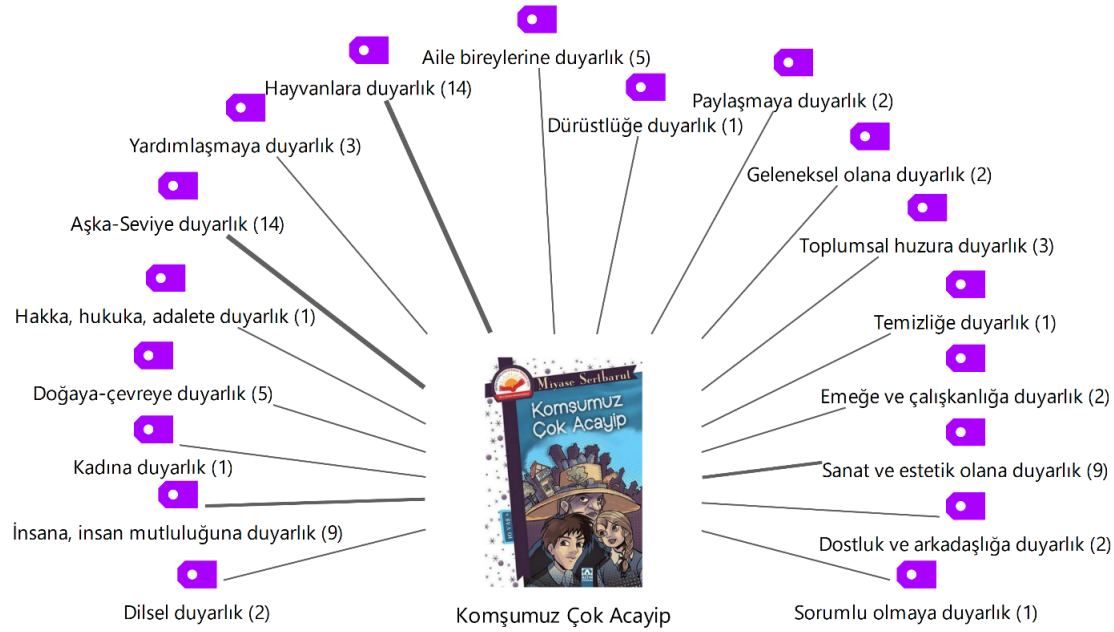 Aile bireylerine duyarlık (5)
Hayvanlara duyarlık (14)
Paylaşmaya duyarlık (2)
Dürüstlüğe duyarlık (1)
Yardımlaşmaya duyarlık (3)
Geleneksel olana duyarlık (2)
Aşka-Seviye duyarlık (14)
Toplumsal huzura duyarlık (3)
Hakka, hukuka, adalete duyarlık (1)
Temizliğe duyarlık (1)
Doğaya-çevreye duyarlık (5)
Emeğe ve çalışkanlığa duyarlık (2)
Kadına duyarlık (1)
Sanat ve estetik olana duyarlık (9)
İnsana, insan mutluluğuna duyarlık (9)
Dostluk ve arkadaşlığa duyarlık (2)
Dilsel duyarlık (2)
Sorumlu olmaya duyarlık (1)
Miyase Sertbarut
Komşumuz
Çok Acayip
Komşumuz Çok Acayip